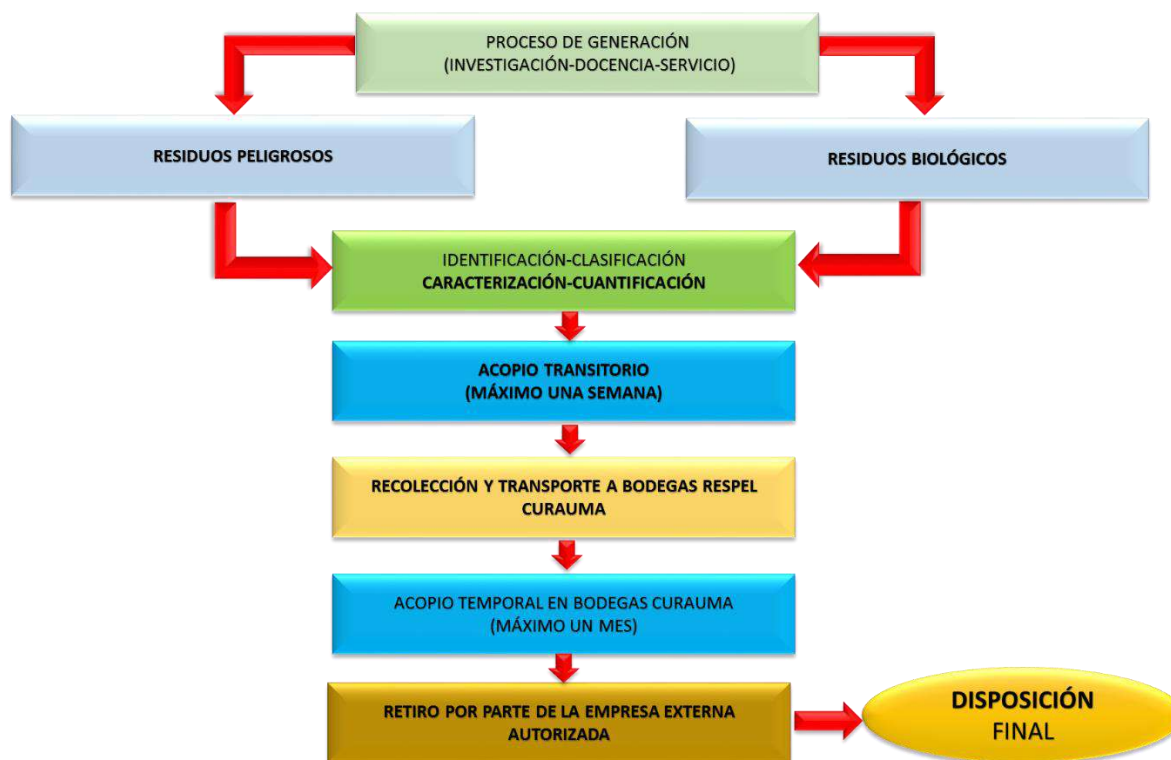 PROCESO DE GENERACIÓN
(INVESTIGACIÓN-DOCENCIA-SERVICIO)
RESIDUOS PELIGROSOS
RESIDUOS BIOLÓGICOS
IDENTIFICACIÓN-CLASIFICACIÓN
CARACTERIZACIÓN-CUANTIFICACIÓN
ACOPIO TRANSITORIO
(MÁXIMO UNA SEMANA)
RECOLECCIÓN Y TRANSPORTE A BODEGAS RESPEL
CURAUMA
ACOPIO TEMPORAL EN BODEGAS CURAUMA
(MÁXIMO UN MES)
RETIRO POR PARTE DE LA EMPRESA EXTERNA
AUTORIZADA
DISPOSICIÓN
FINAL